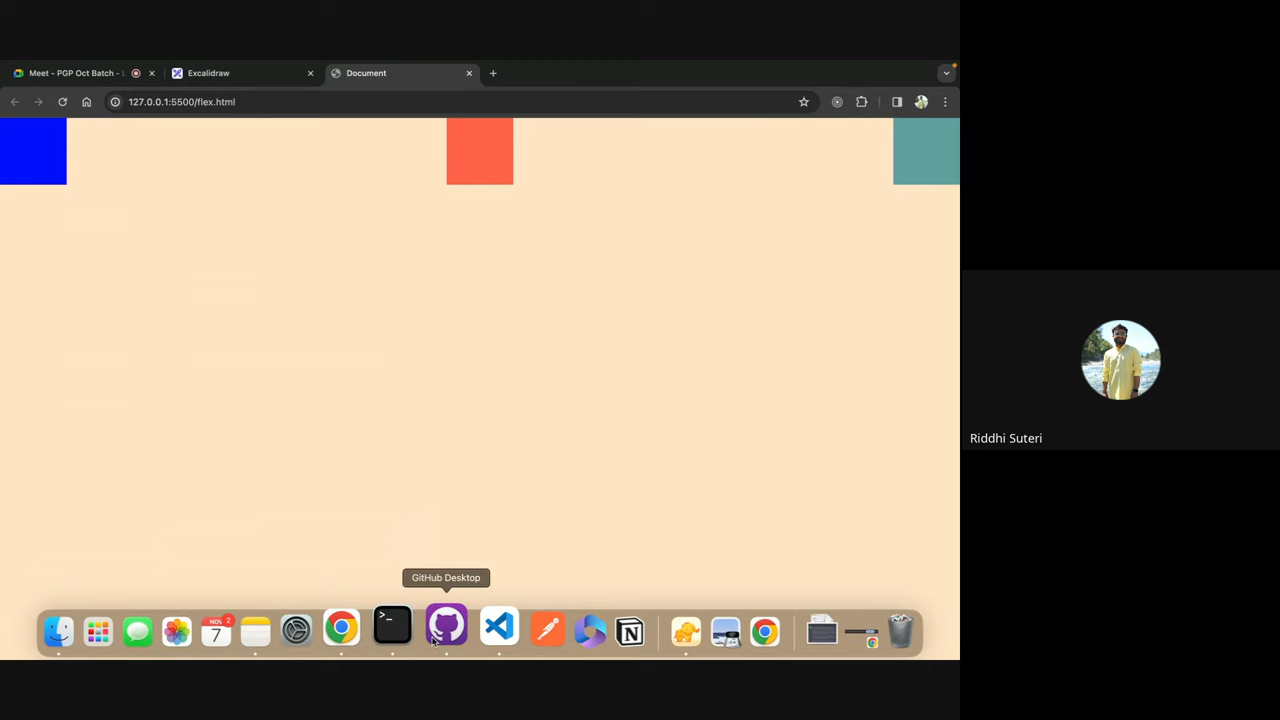 Meet - PGP Oct Batch - L
Excalidraw
Document
127.0.0.1:5500/flex.html
Riddhi Suteri
GitHub Desktop
NOV
2
7
>_
N